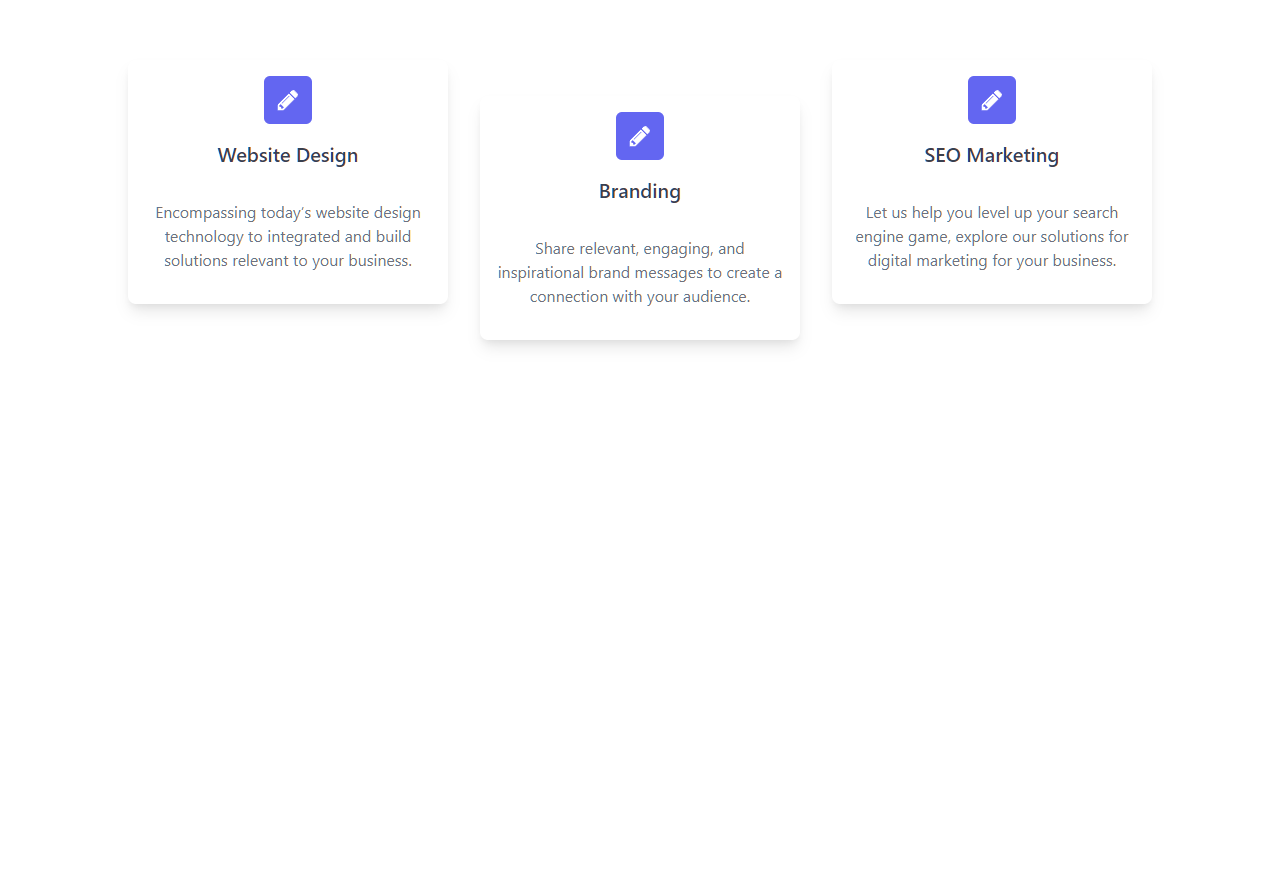 Website Design
Encompassing today’s website design
technology to integrated and build
solutions relevant to your business.
Branding
Share relevant, engaging, and
inspirational brand messages to create a
connection with your audience.
SEO Marketing
Let us help you level up your search
engine game, explore our solutions for
digital marketing for your business.